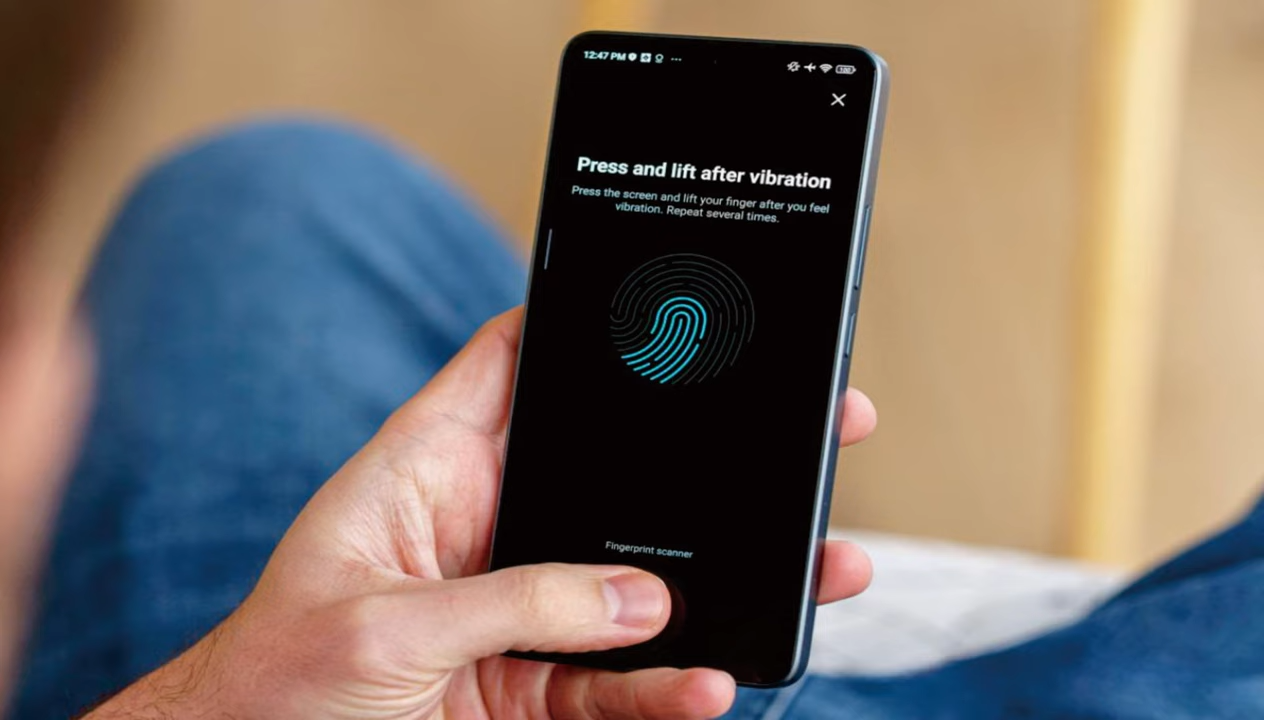 12:47 PM
100
Press and lift after vibration
Press the screen and lift your finger after you feel
vibration. Repeat several times.
Fingerprint scanner